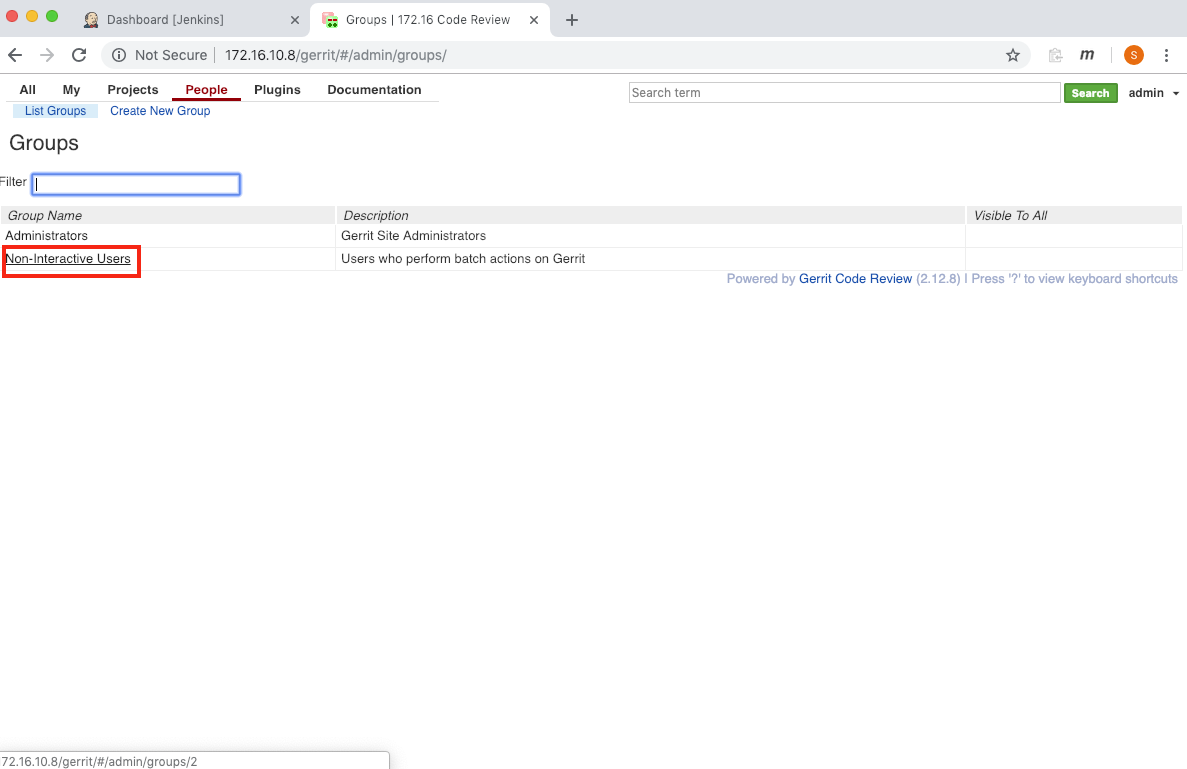 Dashboard [Jenkins]
Groups | 172.16 Code Review
Not Secure
172.16.10.8/gerrit/#/admin/groups/
m
S
All My Projects People Plugins Documentation
Search term
Search
admin
List Groups Create New Group
Groups
Filter
Group Name Description Visible To All
Administrators Gerrit Site Administrators
Non-Interactive Users Users who perform batch actions on Gerrit
Powered by Gerrit Code Review (2.12.8) | Press '?' to view keyboard shortcuts
72.16.10.8/gerrit/#/admin/groups/2